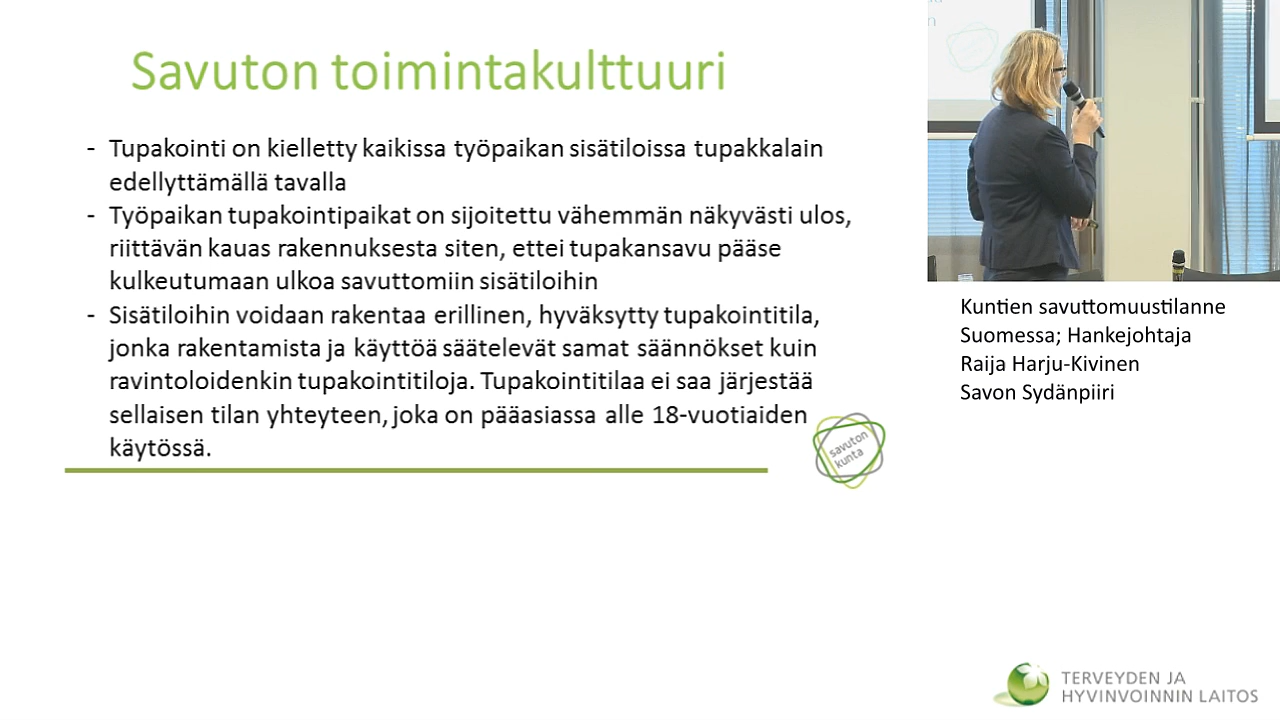 Savuton toimintakulttuuri
- Tupakointi on kielletty kaikissa työpaikan sisätiloissa tupakkalain
edellyttämällä tavalla
- Työpaikan tupakointipaikat on sijoitettu vähemmän näkyvästi ulos,
riittävän kauas rakennuksesta siten, ettei tupakansavu pääse
kulkeutumaan ulkoa savuttomiin sisätiloihin
- Sisätiloihin voidaan rakentaa erillinen, hyväksytty tupakointitila,
jonka rakentamista ja käyttöä säätelevät samat säännökset kuin
ravintoloidenkin tupakointitiloja. Tupakointitilaa ei saa järjestää
sellaisen tilan yhteyteen, joka on pääasiassa alle 18-vuotiaiden
käytössä.
savuton
kunta
Kuntien savuttomuustilanne
Suomessa; Hankejohtaja
Raija Harju-Kivinen
Savon Sydänpiiri
TERVEYDEN JA
HYVINVOINNIN LAITOS